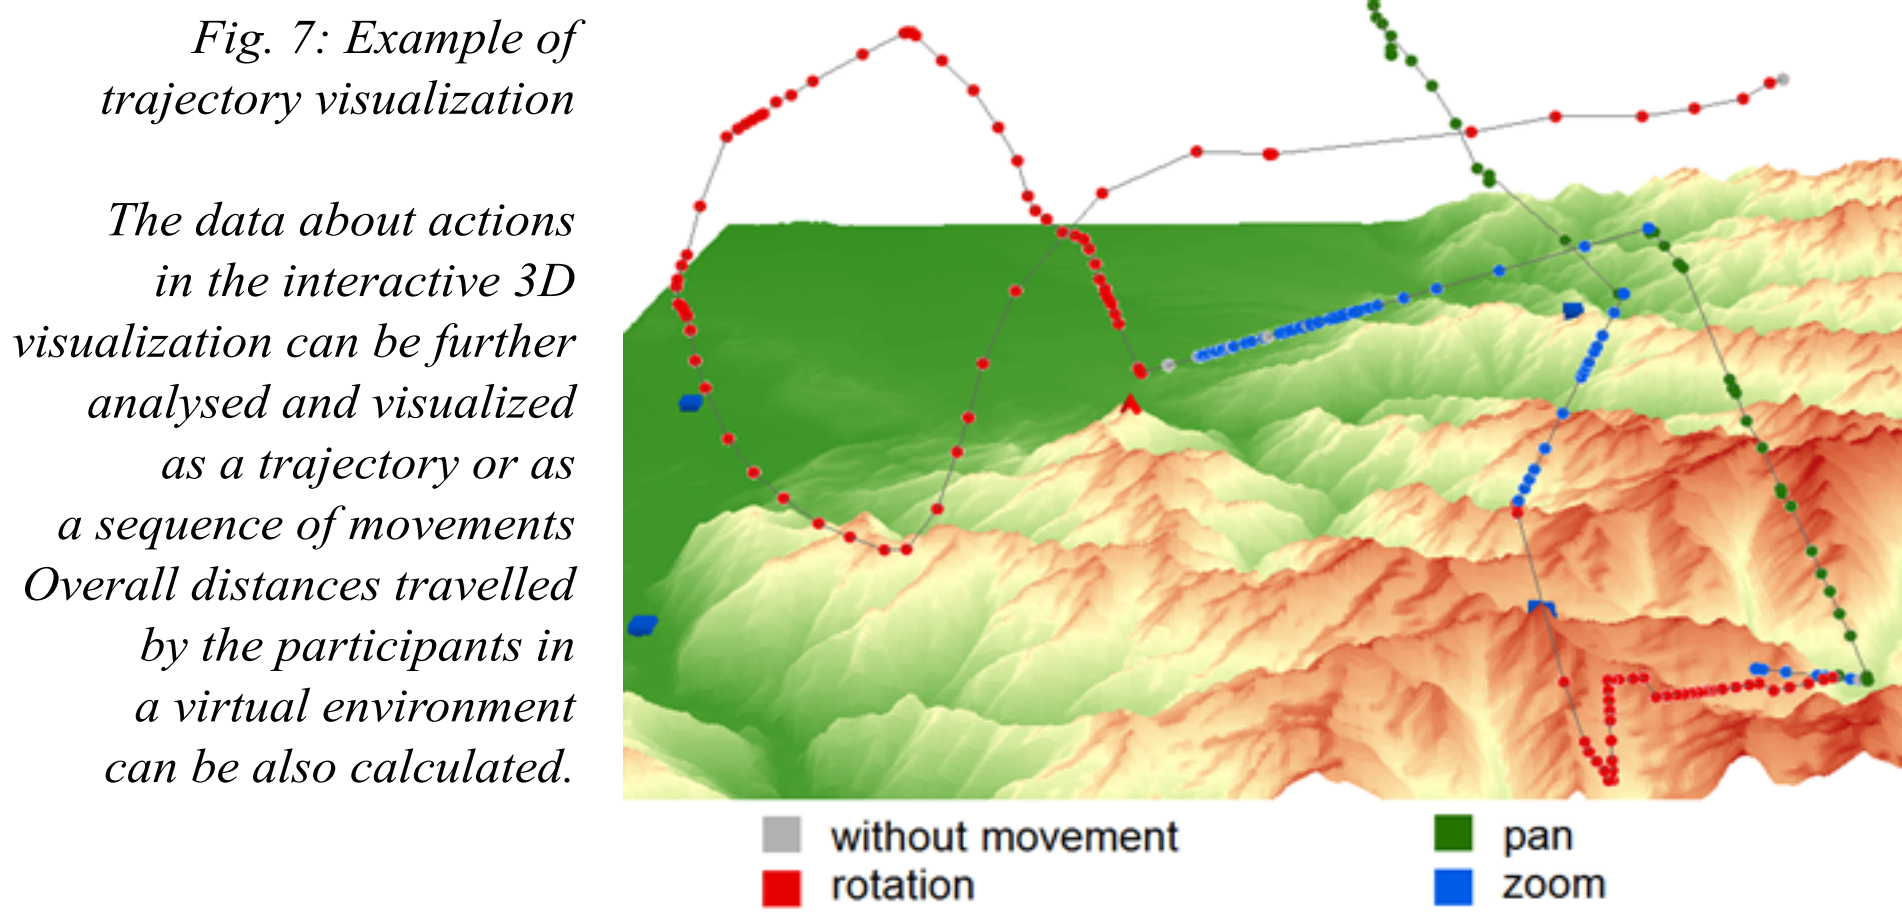 Fig. 7: Example of
trajectory visualization
The data about actions
in the interactive 3D
visualization can be further
analysed and visualized
as a trajectory or as
a sequence of movements
Overall distances travelled
by the participants in
a virtual environment
can be also calculated.
without movement
rotation
pan
zoom